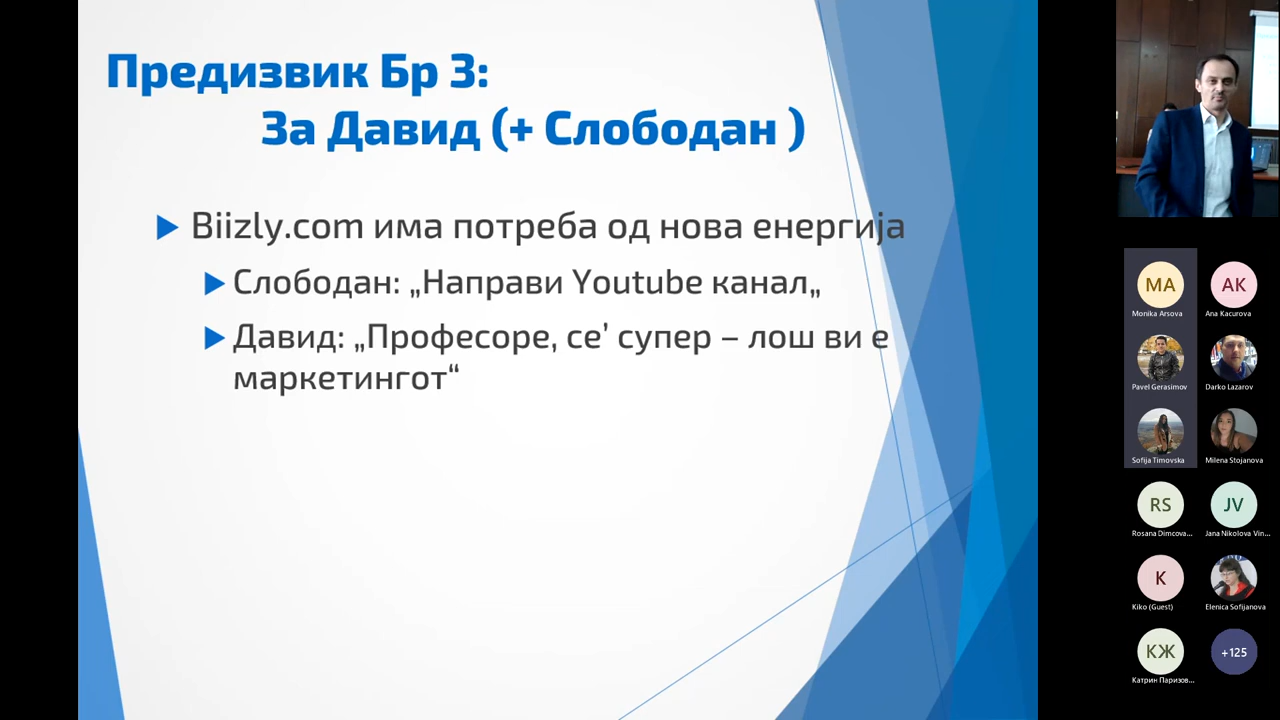 Предизвик Бр 3:
За Давид (+ Слободан )
Biizly.com има потреба од нова енергија
Слободан: „Направи Youtube канал„
Давид: „Професоре, се’ супер – лош ви е
маркетингот“
MA
AK
Monika Arsova
Ana Kacurova
Pavel Gerasimov
Darko Lazarov
Sofija Timovska
Milena Stojanova
RS
JV
Rosana Dimcova...
Jana Nikolova Vin...
K
Kiko (Guest)
Elenica Sofijanova
КЖ
+125
Катрин Паризов...